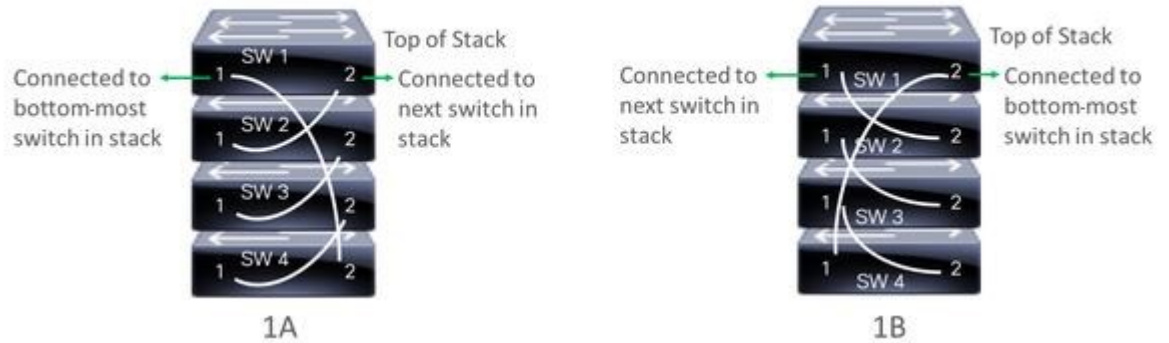 SW 1
Top of Stack
1
2
Connected to
bottom-most
switch in stack
Connected to
next switch in
stack
SW 2
1
2
SW 3
1
2
SW 4
1
2
1A
Top of Stack
Connected to
next switch in
stack
1
2
SW 1
Connected to
bottom-most
switch in stack
1
2
SW 2
1
2
SW 3
1
2
SW 4
1B